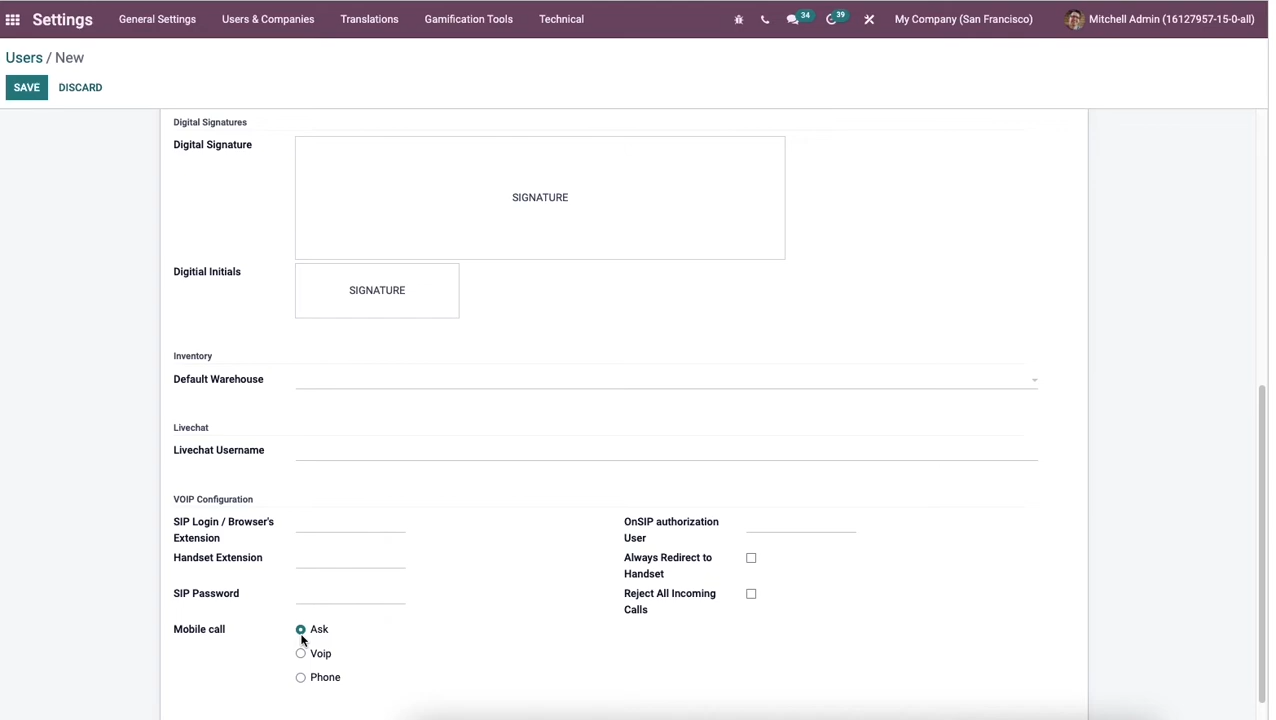 Settings General Settings Users & Companies Translations Gamification Tools Technical 34 39 My Company (San Francisco) Mitchell Admin (16127957-15-0-all)
Users / New
SAVE DISCARD
Digital Signatures
Digital Signature
SIGNATURE
Digitial Initials
SIGNATURE
Inventory
Default Warehouse
Livechat
Livechat Username
VOIP Configuration
SIP Login / Browser's
Extension
OnSIP authorization
User
Handset Extension
Always Redirect to
Handset
SIP Password
Reject All Incoming
Calls
Mobile call
Ask
Voip
Phone